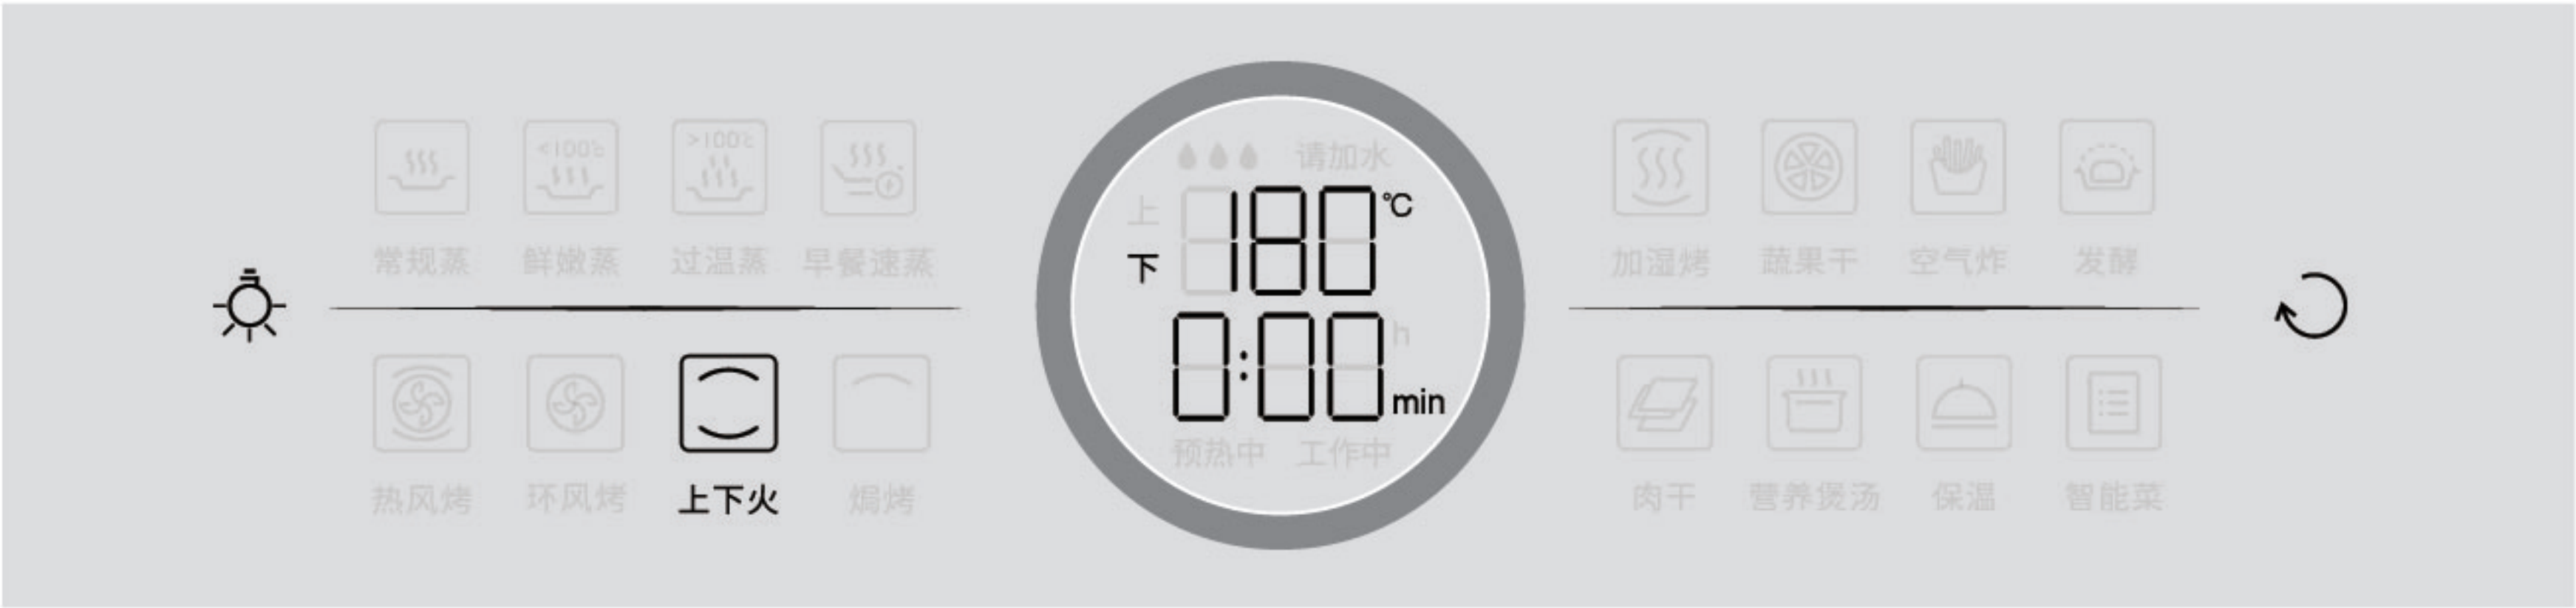 <100℃
>100℃
常规蒸 鲜嫩蒸 过温蒸 早餐速蒸
热风烤 环风烤 上下火 焗烤
请加水
上
180 ℃
下
h
0:00 min
预热中 工作中
加湿烤 蔬果干 空气炸 发酵
肉干 营养煲汤 保温 智能菜